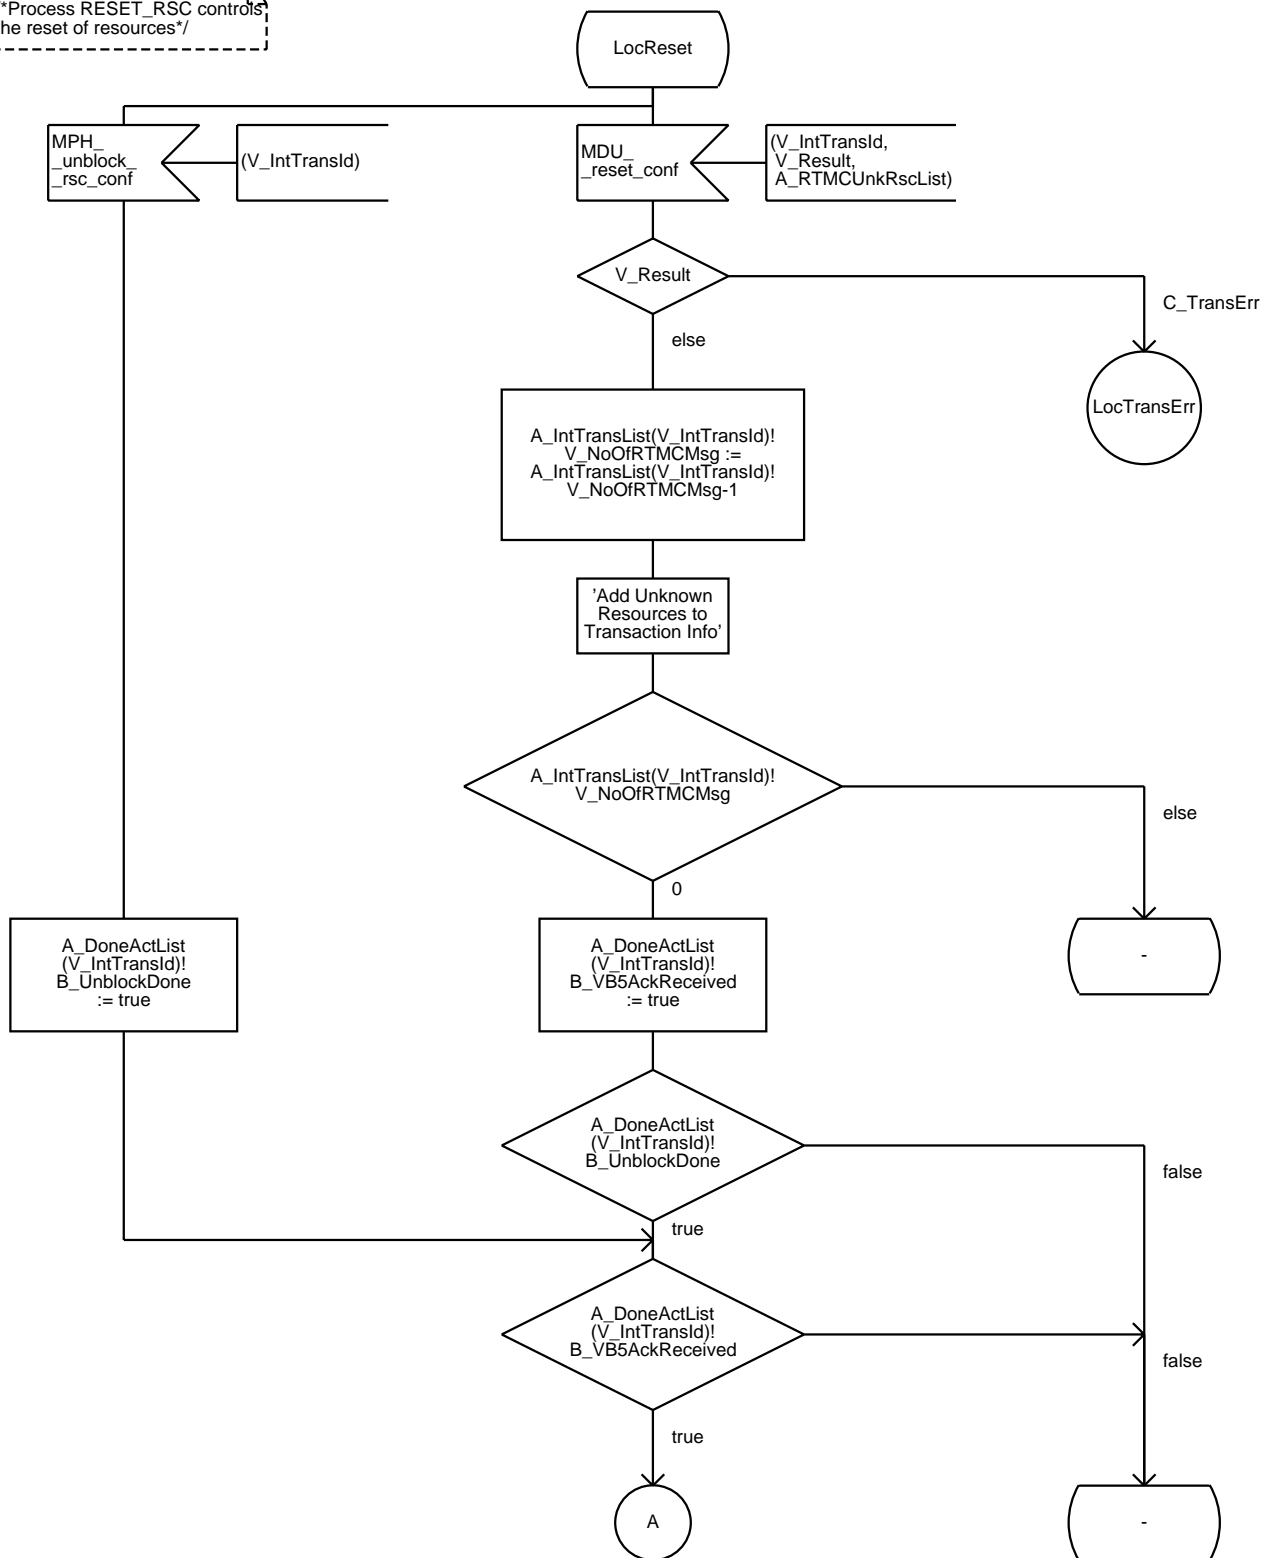 *Process RESET_RSC controls
he reset of resources*/
LocReset
MPH_
_unblock_
_rsc_conf
(V_IntTransId)
MDU_
_reset_conf
(V_IntTransId,
V_Result,
A_RTMCUnkRscList)
V_Result
C_TransErr
else
LocTransErr
A_IntTransList(V_IntTransId)!
V_NoOfRTMCMsg :=
A_IntTransList(V_IntTransId)!
V_NoOfRTMCMsg-1
'Add Unknown
Resources to
Transaction Info'
A_IntTransList(V_IntTransId)!
V_NoOfRTMCMsg
else
0
A_DoneActList
(V_IntTransId)!
B_UnblockDone
:= true
A_DoneActList
(V_IntTransId)!
B_VB5AckReceived
:= true
-
A_DoneActList
(V_IntTransId)!
B_UnblockDone
false
true
A_DoneActList
(V_IntTransId)!
B_VB5AckReceived
false
true
A
-